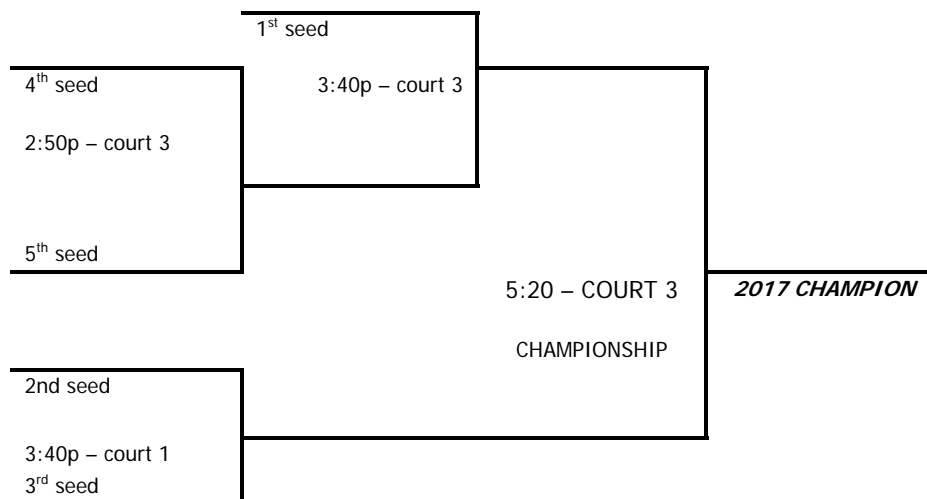 1st seed
4th seed
3:40p – court 3
2:50p – court 3
5th seed
5:20 – COURT 3
2017 CHAMPION
CHAMPIONSHIP
2nd seed
3:40p – court 1
3rd seed